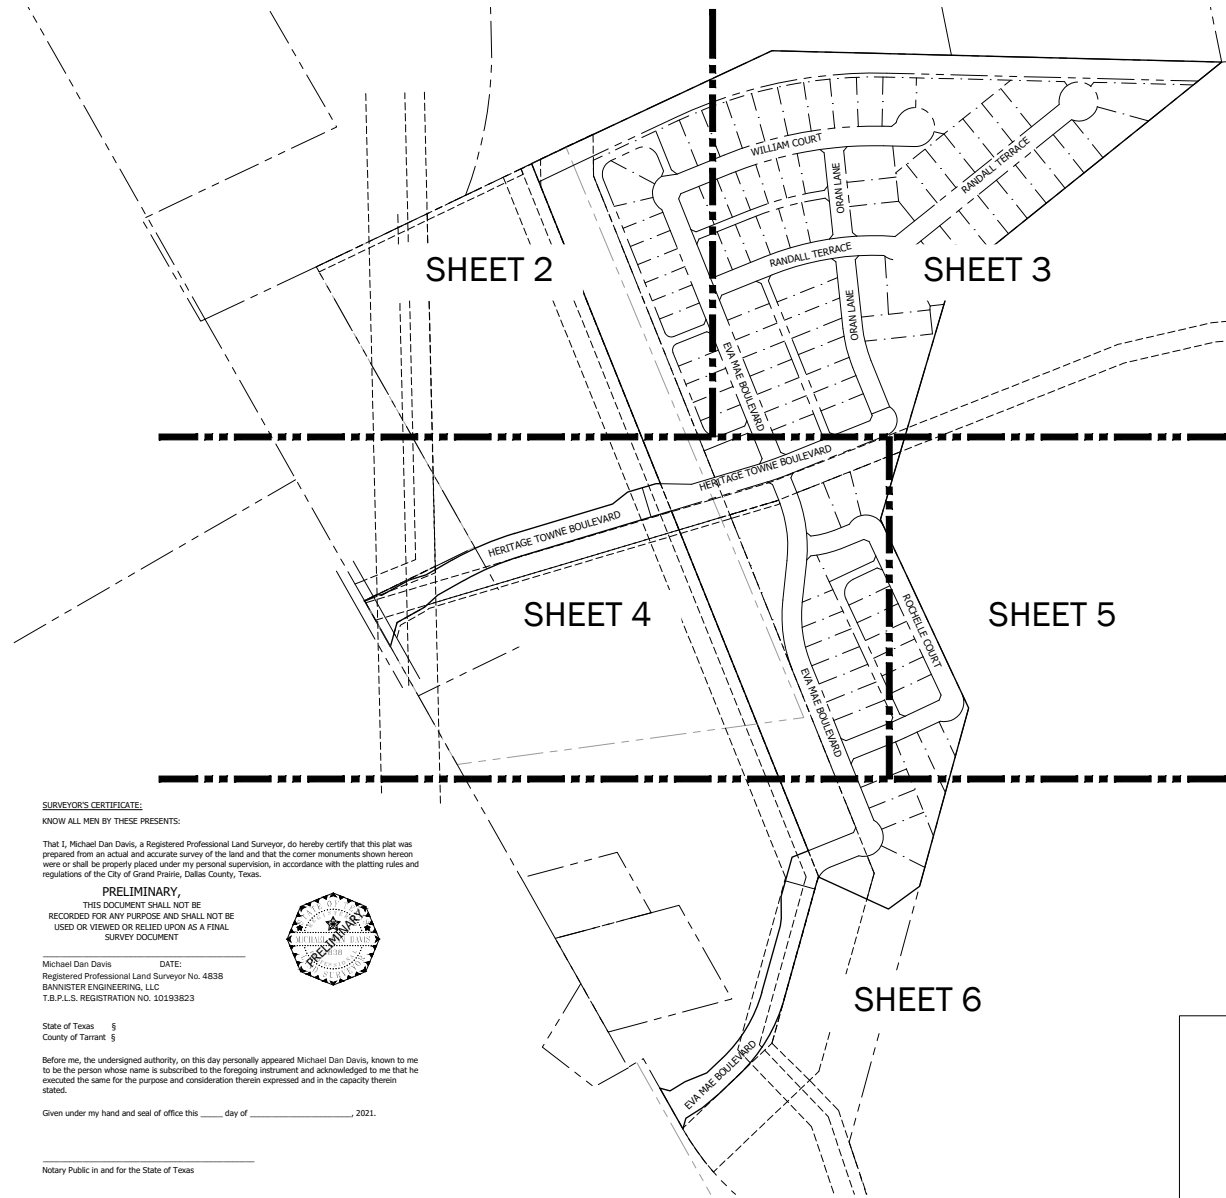 WILLIAM COURT
ORAN LANE
RANDALL TERRACE
RANDALL TERRACE
SHEET 2
SHEET 3
ORAN LANE
EVA MAE BOULEVARD
HERITAGE TOWNE BOULEVARD
HERITAGE TOWNE BOULEVARD
SHEET 4
SHEET 5
ROCHELLE COURT
EVA MAE BOULEVARD
SURVEYOR'S CERTIFICATE:
KNOW ALL MEN BY THESE PRESENTS:
That I, Michael Dan Davis, a Registered Professional Land Surveyor, do hereby certify that this plat was
prepared from an actual and accurate survey of the land and that the corner monuments shown hereon
were or shall be properly placed under my personal supervision, in accordance with the platting rules and
regulations of the City of Grand Prairie, Dallas County, Texas.
PRELIMINARY,
THIS DOCUMENT SHALL NOT BE
RECORDED FOR ANY PURPOSE AND SHALL NOT BE
USED OR VIEWED OR RELIED UPON AS A FINAL
SURVEY DOCUMENT
MICHAEL DAN DAVIS
PRELIMINARY
Michael Dan Davis DATE:
Registered Professional Land Surveyor No. 4838
BANNISTER ENGINEERING, LLC
T.B.P.L.S. REGISTRATION NO. 10193823
SHEET 6
State of Texas §
County of Tarrant §
EVA MAE BOULEVARD
Before me, the undersigned authority, on this day personally appeared Michael Dan Davis, known to me
to be the person whose name is subscribed to the foregoing instrument and acknowledged to me that he
executed the same for the purpose and consideration therein expressed and in the capacity therein
stated.
Given under my hand and seal of office this _____ day of ______________________, 2021.
Notary Public in and for the State of Texas